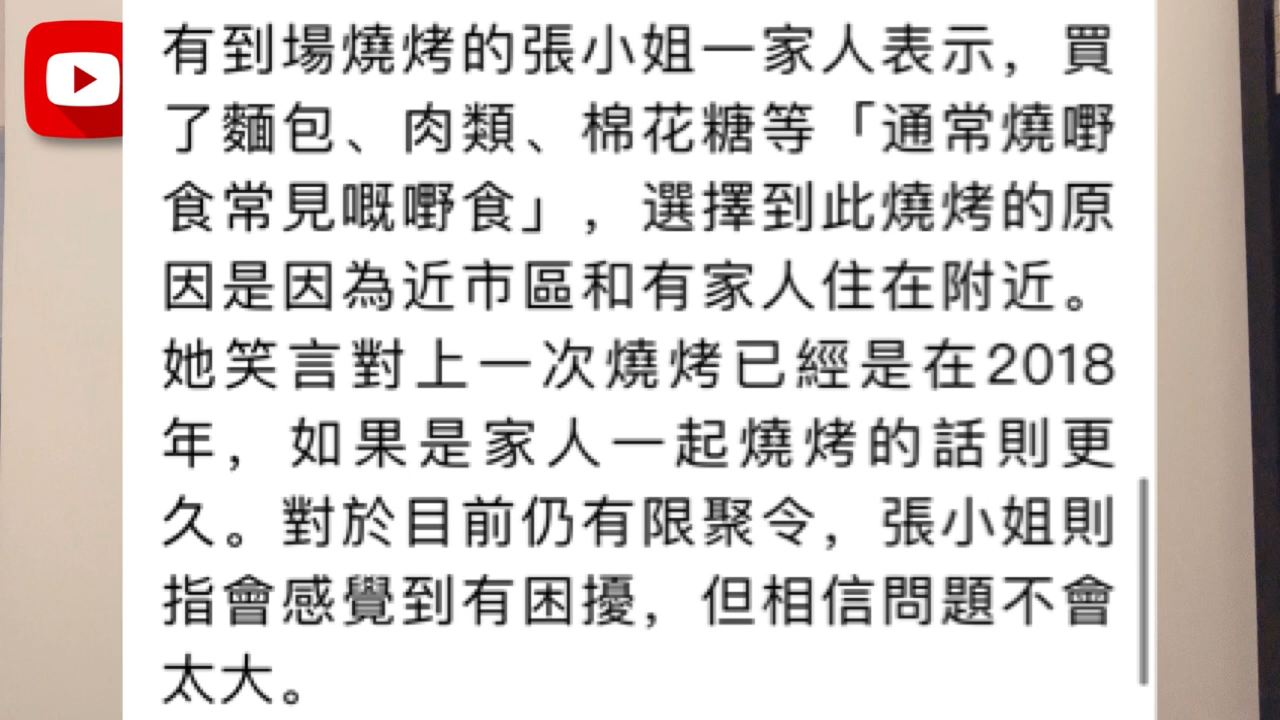 有到場燒烤的張小姐一家人表示，買
了麵包、肉類、棉花糖等「通常燒嘢
食常見嘅嘢食」，選擇到此燒烤的原
因是因為近市區和有家人住在附近。
她笑言對上一次燒烤已經是在2018
年，如果是家人一起燒烤的話則更
久。對於目前仍有限聚令，張小姐則
指會感覺到有困擾，但相信問題不會
太大。